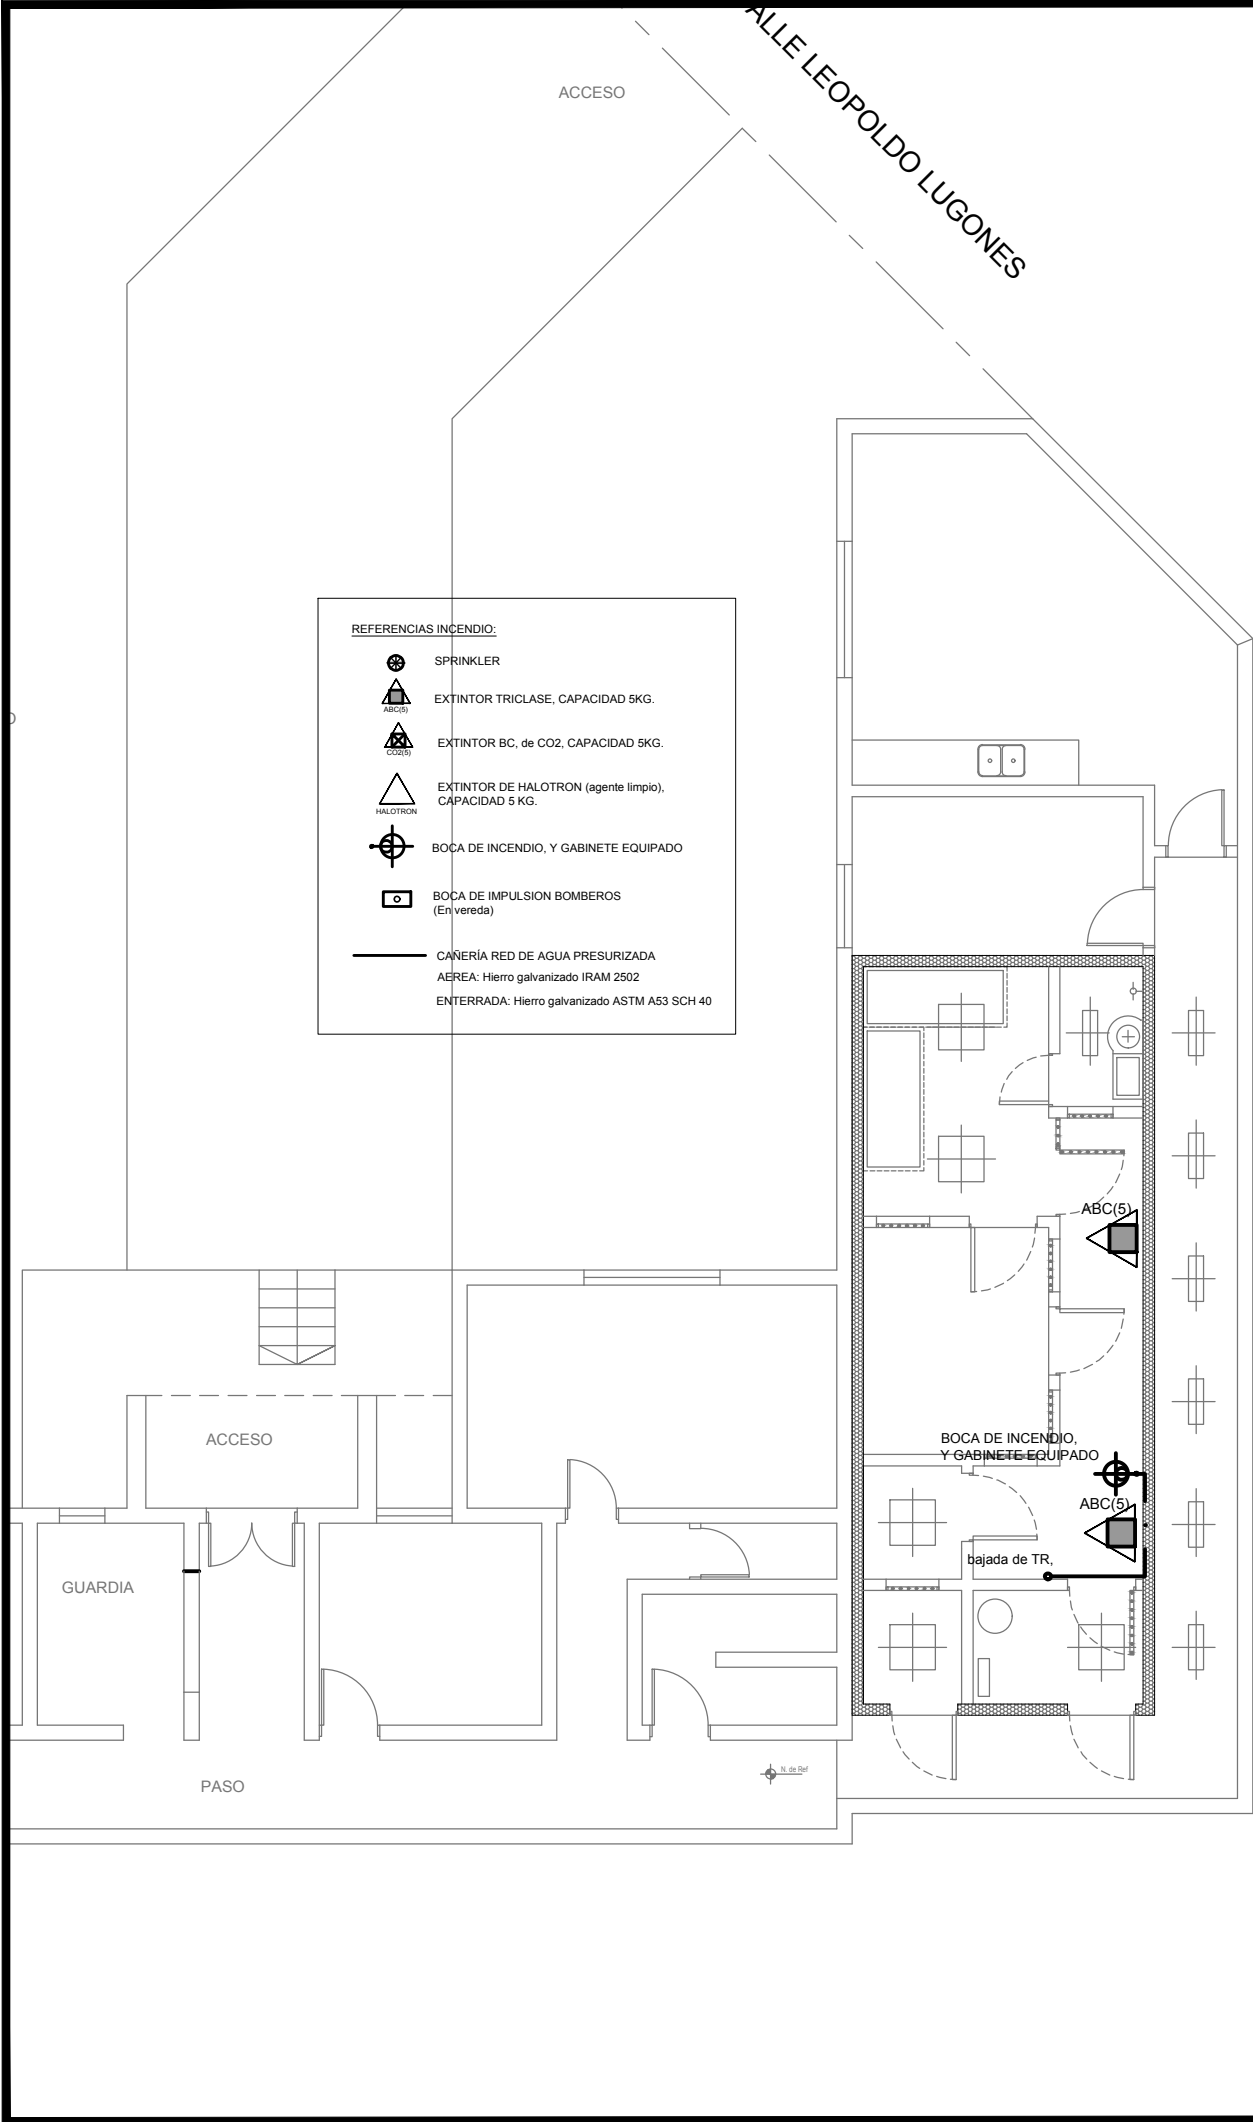 ALLE LEOPOLDO LUGONES
ACCESO
REFERENCIAS INCENDIO:
SPRINKLER
ABC(5)
EXTINTOR TRICLASE, CAPACIDAD 5KG.
CO2(5)
EXTINTOR BC, de CO2, CAPACIDAD 5KG.
HALOTRON
EXTINTOR DE HALOTRON (agente limpio),
CAPACIDAD 5 KG.
BOCA DE INCENDIO, Y GABINETE EQUIPADO
BOCA DE IMPULSION BOMBEROS
(En vereda)
CAÑERÍA RED DE AGUA PRESURIZADA
AEREA: Hierro galvanizado IRAM 2502
ENTERRADA: Hierro galvanizado ASTM A53 SCH 40
ABC(5)
ACCESO
BOCA DE INCENDIO,
Y GABINETE EQUIPADO
ABC(5)
bajada de TR,
GUARDIA
PASO
N. de Ref